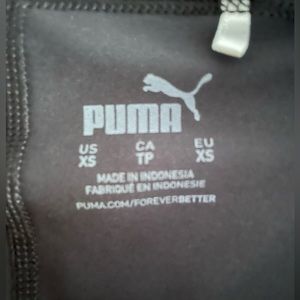 PUMA
US CA EU
XS TP XS
MADE IN INDONESIA
FABRIQUÉ EN INDONESIE
PUMA.COM/FOREVERBETTER